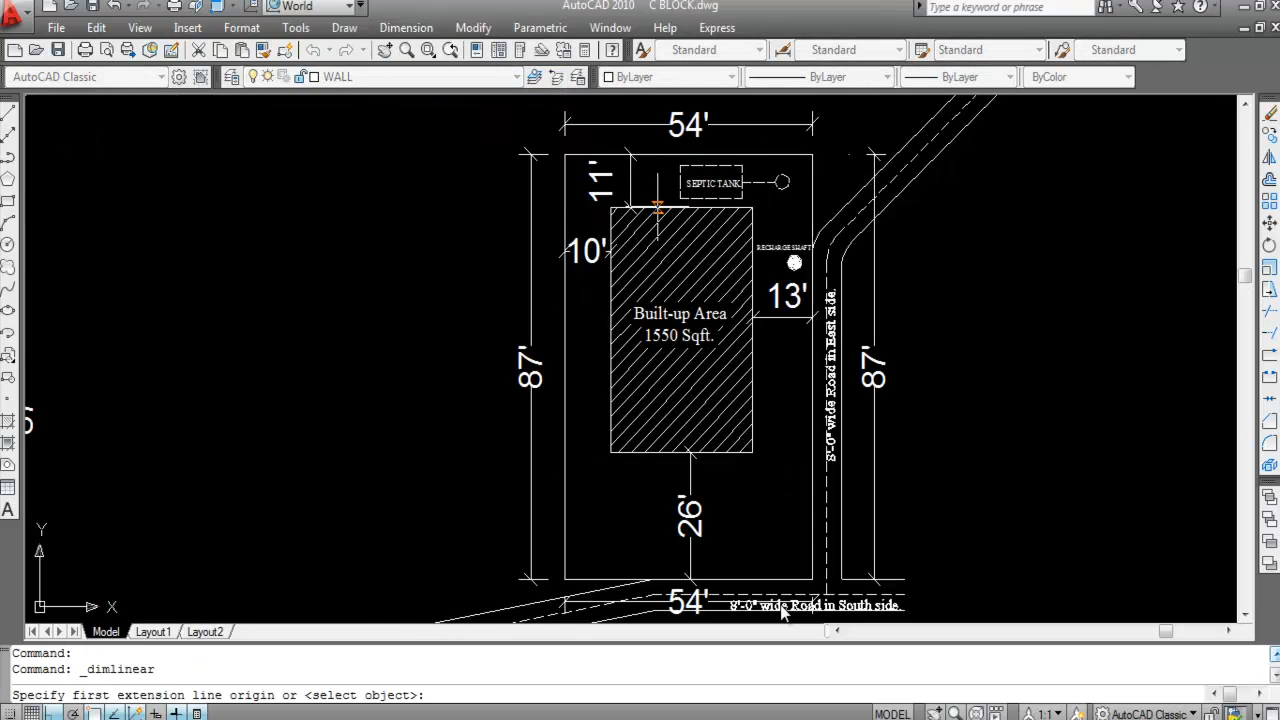 AutoCAD 2010 C BLOCK.dwg
World
Type a keyword or phrase
File Edit View Insert Format Tools Draw Dimension Modify Parametric Window Help Express
Standard Standard Standard Standard
AutoCAD Classic WALL ByLayer ByLayer ByLayer ByColor
54'
11'
SEPTIC TANK
10'
RECHARGE SHAFT
13'
Built-up Area
1550 Sqft.
87'
8'-0" wide Road in East side.
87'
26'
54'
8'-0" wide Road in South side.
Y
X
Model Layout1 Layout2
Command:
Command: _dimlinear
Specify first extension line origin or <select object>:
MODEL 1:1 AutoCAD Classic